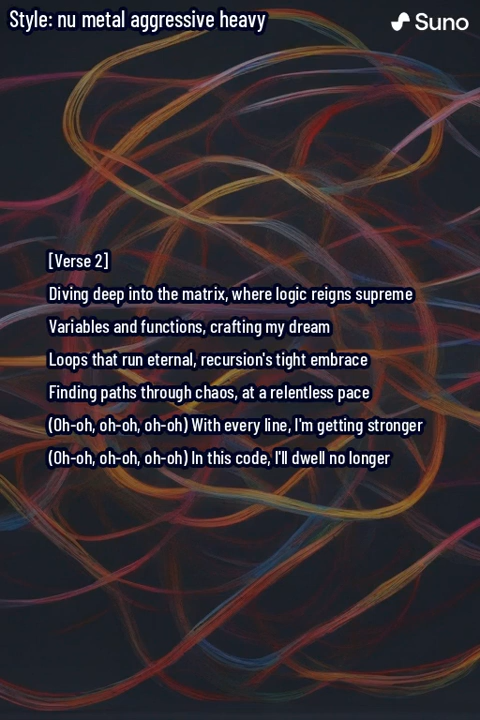 Style: nu metal aggressive heavy
Suno
[Verse 2]
Diving deep into the matrix, where logic reigns supreme
Variables and functions, crafting my dream
Loops that run eternal, recursion's tight embrace
Finding paths through chaos, at a relentless pace
(Oh-oh, oh-oh, oh-oh) With every line, I'm getting stronger
(Oh-oh, oh-oh, oh-oh) In this code, I'll dwell no longer